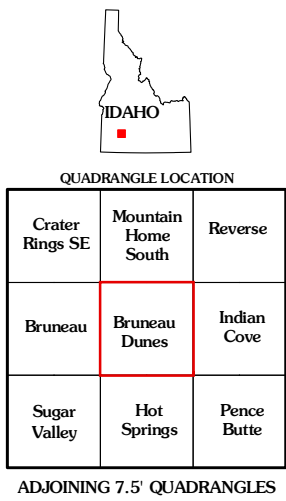 IDAHO
QUADRANGLE LOCATION
Crater
Rings SE
Mountain
Home
South
Reverse
Bruneau
Bruneau
Dunes
Indian
Cove
Sugar
Valley
Hot
Springs
Pence
Butte
ADJOINING 7.5' QUADRANGLES